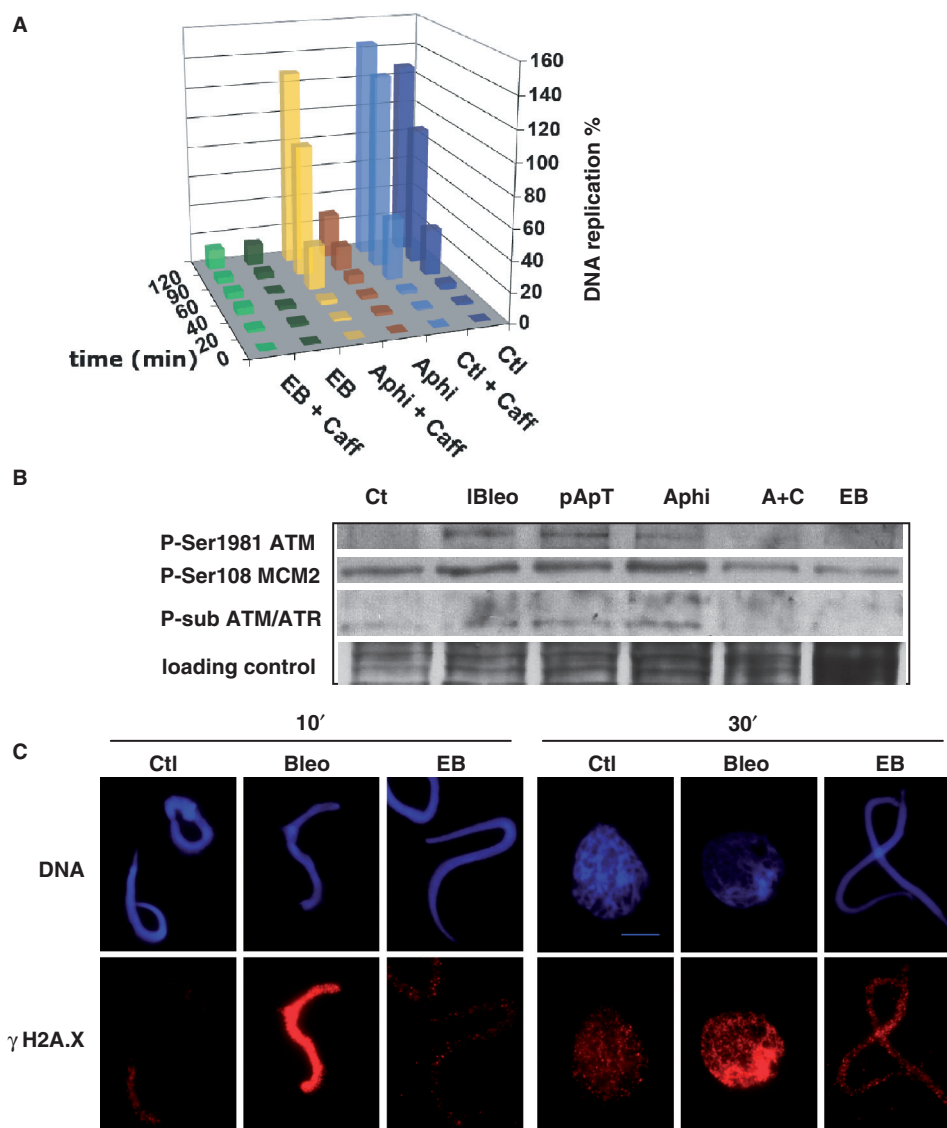 A
160
140
120
100
80
60
40
20
0
DNA replication %
120
90
60
40
20
0
time (min)
EB + Caff
EB
Aphi + Caff
Aphi
Ctl + Caff
Ctl
B
Ct IBleo pApT Aphi A+C EB
P-Ser1981 ATM
P-Ser108 MCM2
P-sub ATM/ATR
loading control
10′ 30′
C
Ctl Bleo EB Ctl Bleo EB
DNA
γ H2A.X